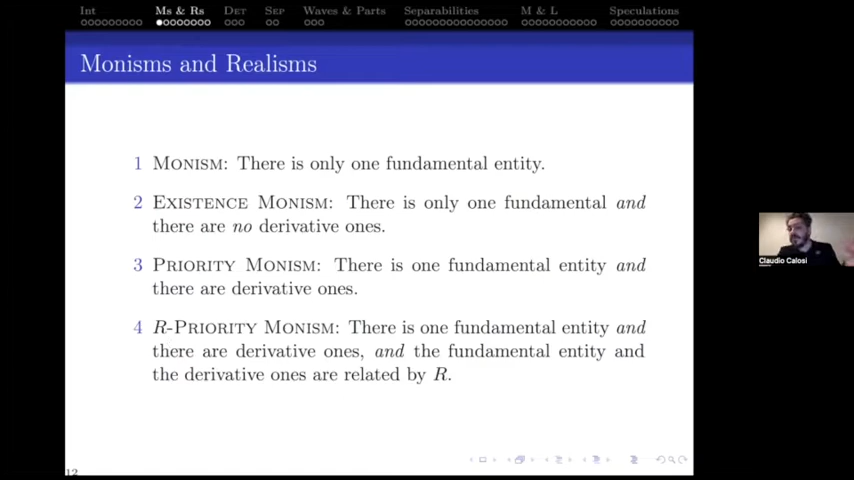 Int Ms & Rs Det Sep Waves & Parts Separabilities M & L Speculations
Monisms and Realisms
1 Monism: There is only one fundamental entity.
2 Existence Monism: There is only one fundamental and
there are no derivative ones.
3 Priority Monism: There is one fundamental entity and
there are derivative ones.
4 R-Priority Monism: There is one fundamental entity and
there are derivative ones, and the fundamental entity and
the derivative ones are related by R.
Claudio Calosi
12